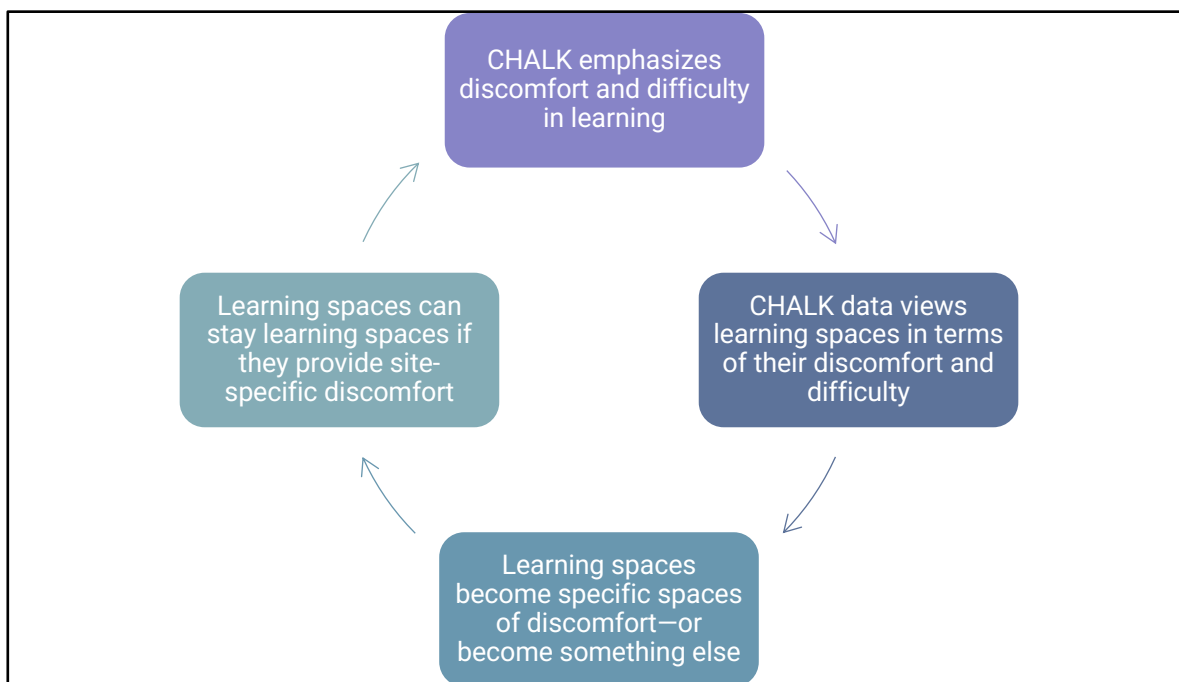 CHALK emphasizes
discomfort and difficulty
in learning
CHALK data views
learning spaces in terms
of their discomfort and
difficulty
Learning spaces
become specific spaces
of discomfort—or
become something else
Learning spaces can
stay learning spaces if
they provide site-
specific discomfort